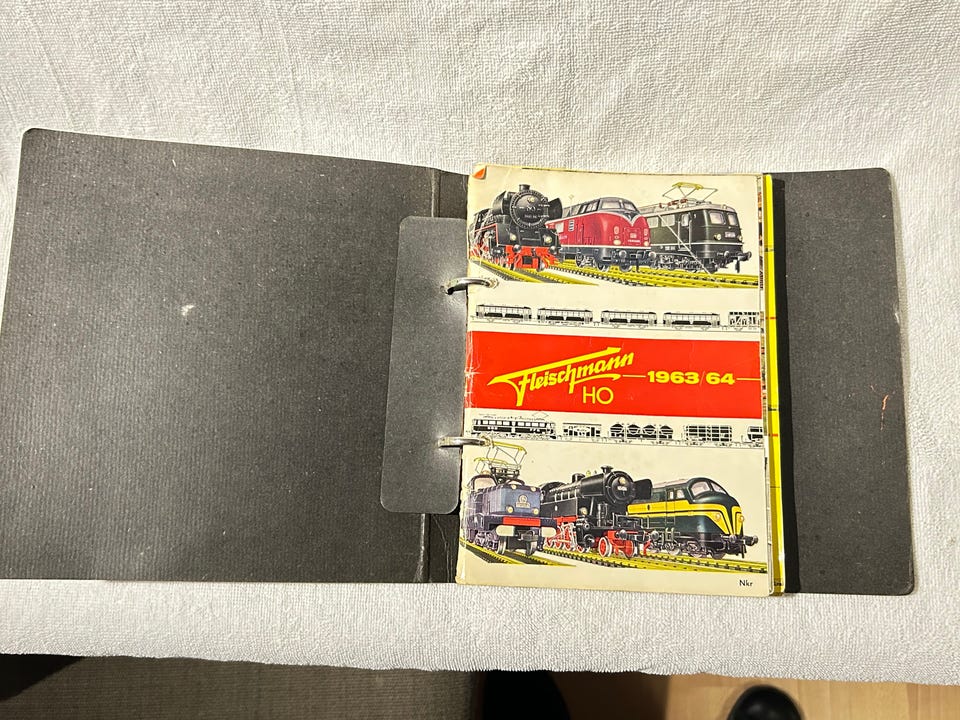 Fleischmann
HO
1963/64
Nkr